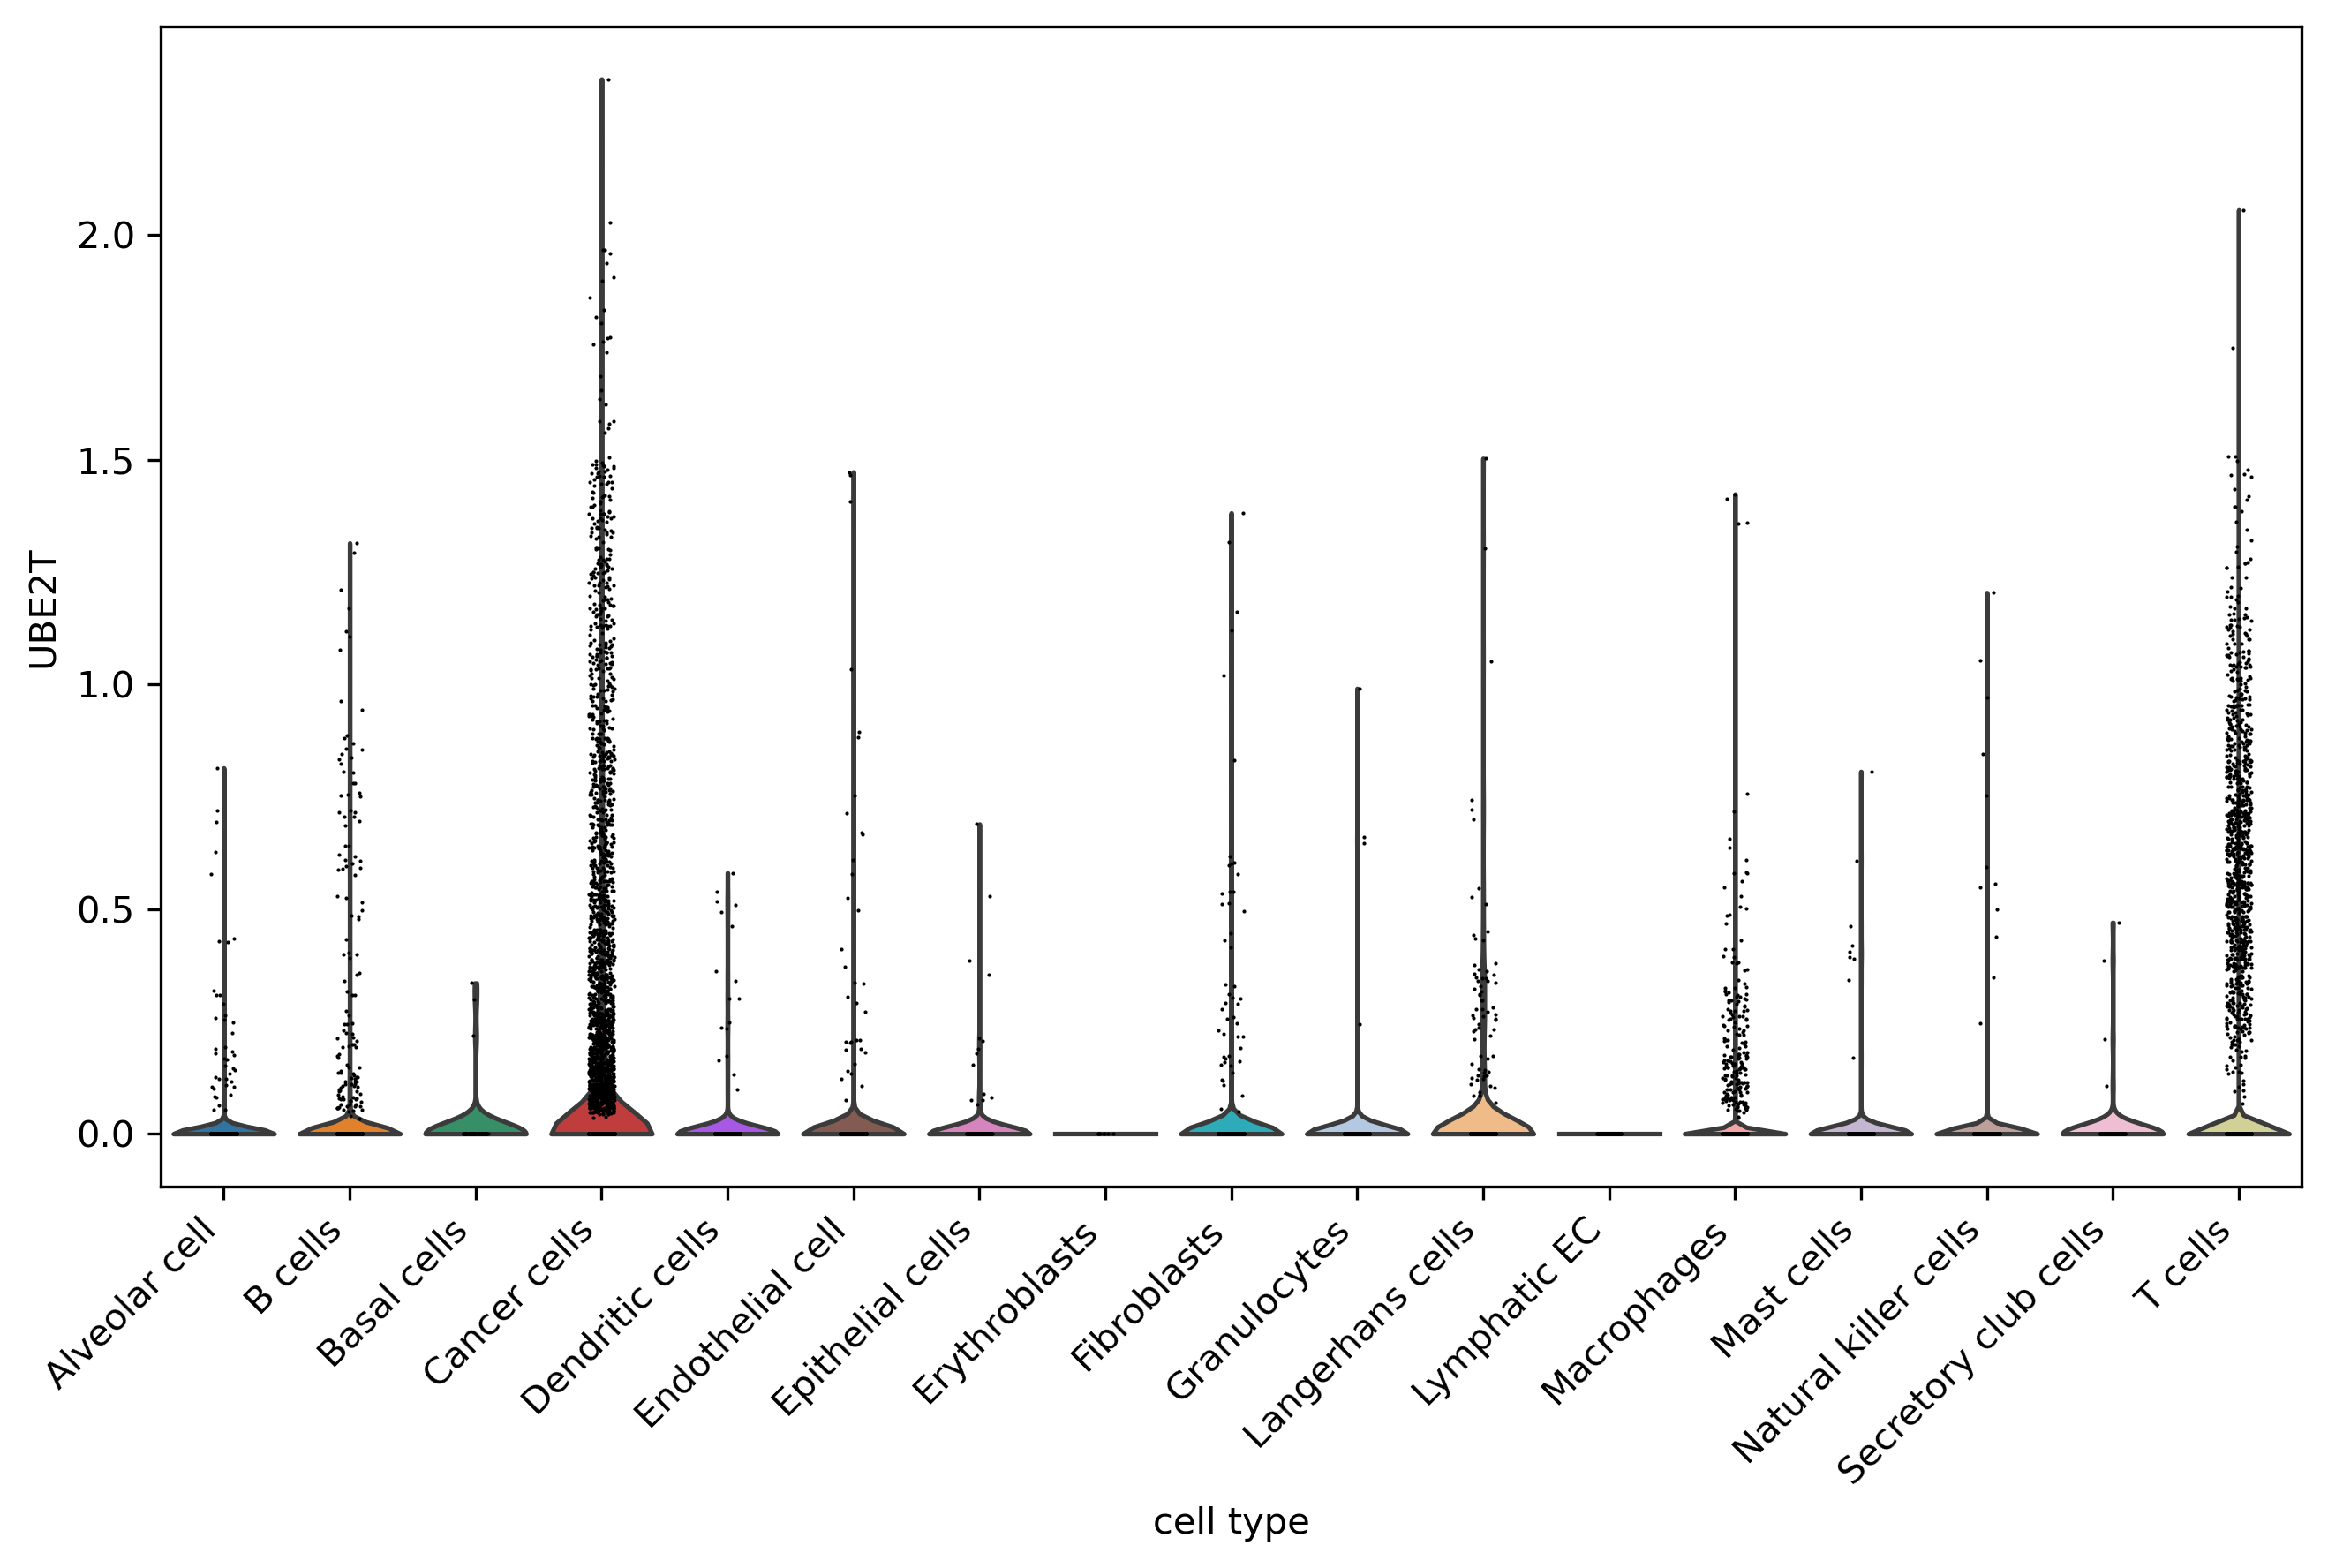 UBE2T
2.0
1.5
1.0
0.5
0.0
Alveolar cell
B cells
Basal cells
Cancer cells
Dendritic cells
Endothelial cell
Epithelial cells
Erythroblasts
Fibroblasts
Granulocytes
Langerhans cells
Lymphatic EC
Macrophages
Mast cells
Natural killer cells
Secretory club cells
T cells
cell type